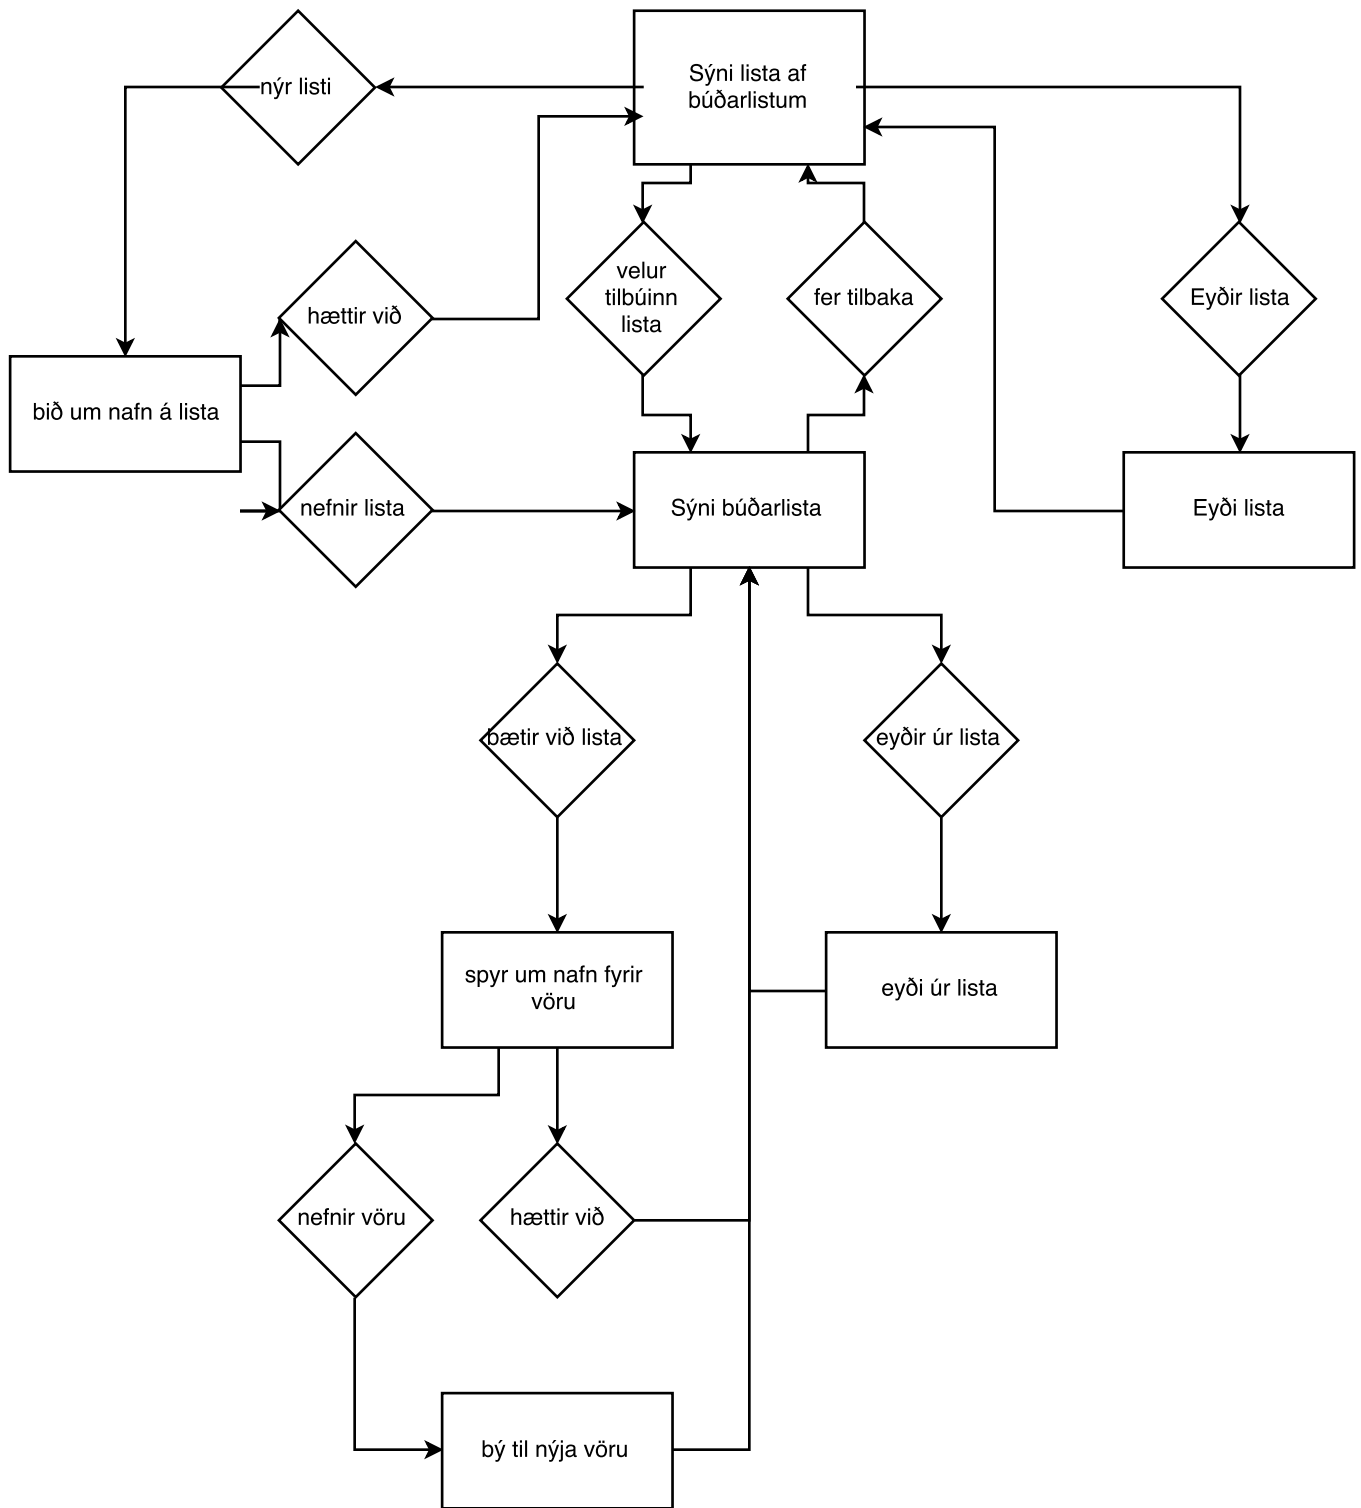 Sýni lista af
búðarlistum
nýr listi
velur
tilbúinn
lista
fer tilbaka
Eyðir lista
hættir við
bið um nafn á lista
nefnir lista
Sýni búðarlista
Eyði lista
bætir við lista
eyðir úr lista
spyr um nafn fyrir
vöru
eyði úr lista
nefnir vöru
hættir við
bý til nýja vöru